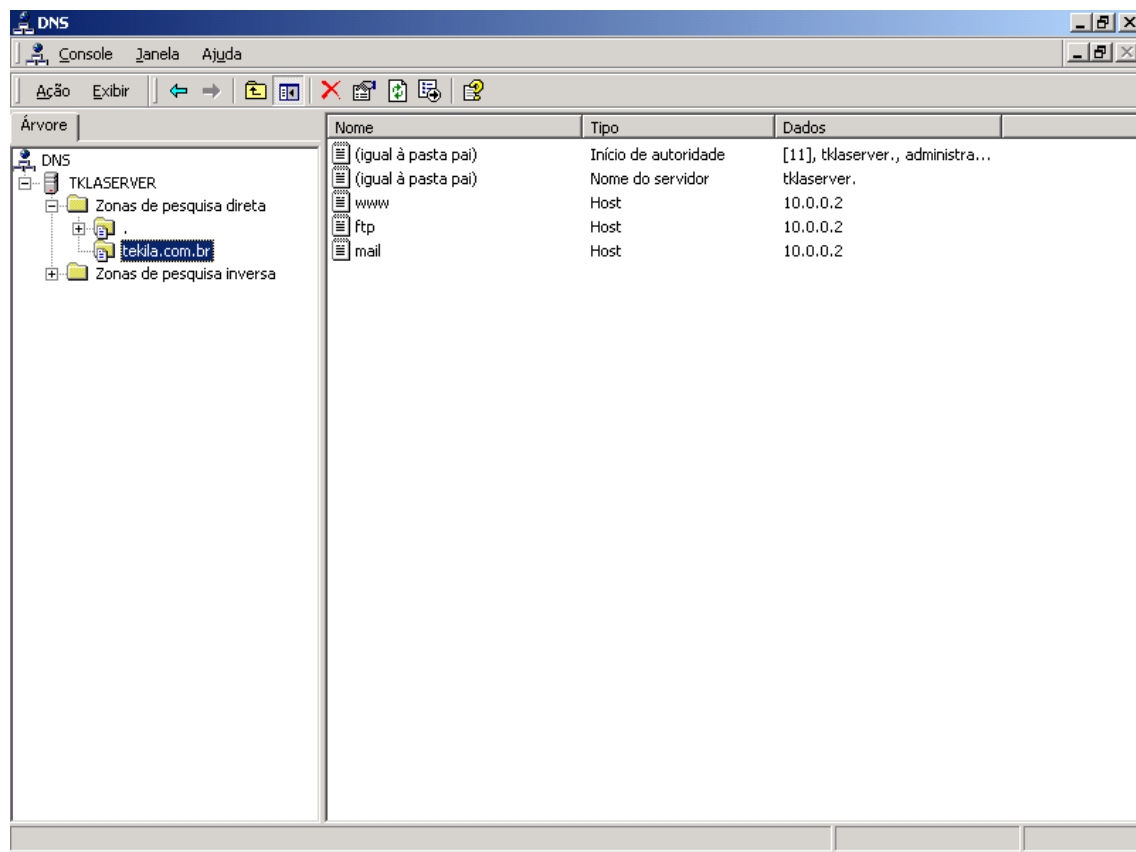 DNS
Console Janela Ajuda
Ação Exibir
Árvore
Nome Tipo Dados
DNS
TKLASERVER
Zonas de pesquisa direta
.
tekila.com.br
Zonas de pesquisa inversa
(igual à pasta pai) Início de autoridade [11], tklaserver., administra...
(igual à pasta pai) Nome do servidor tklaserver.
www Host 10.0.0.2
ftp Host 10.0.0.2
mail Host 10.0.0.2